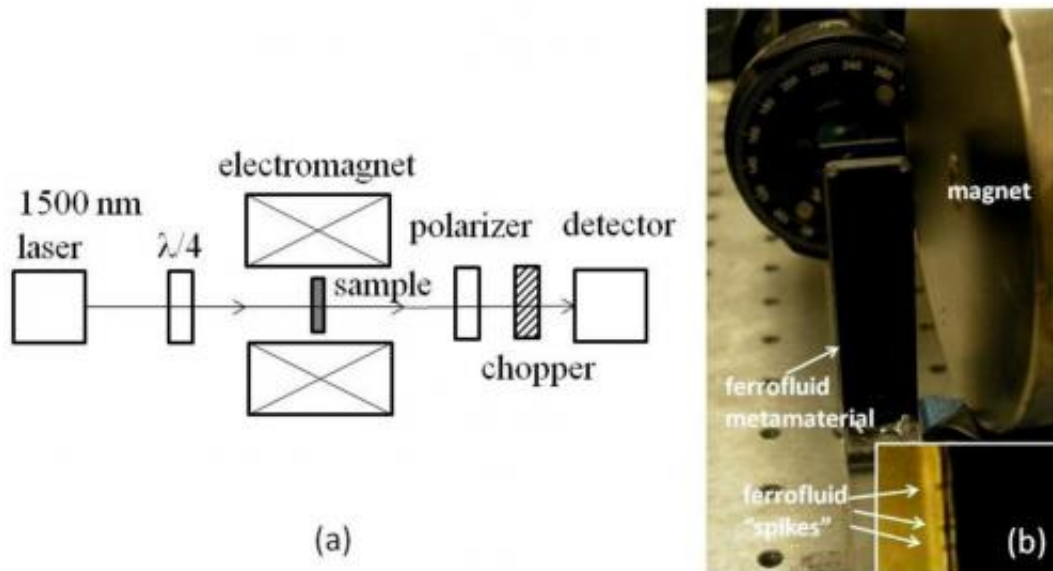 electromagnet
1500 nm
laser
λ/4
polarizer
detector
sample
chopper
(a)
magnet
ferrofluid
metamaterial
ferrofluid
"spikes"
(b)